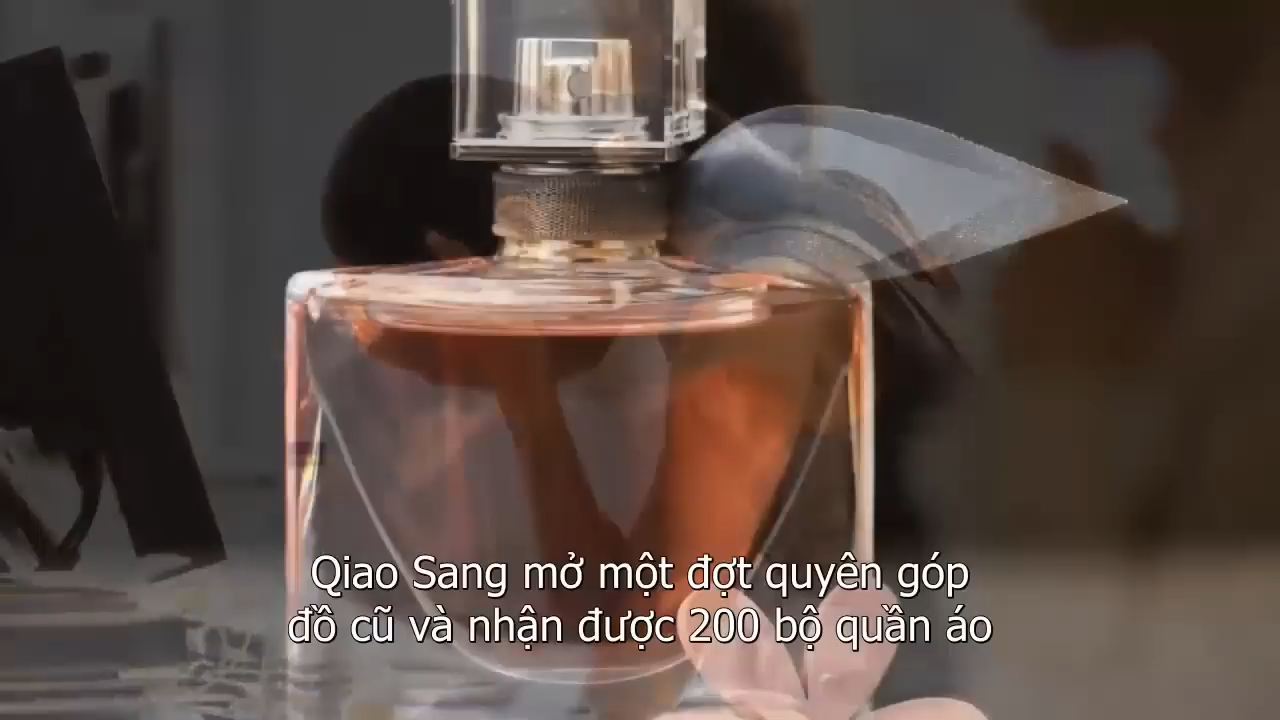 Qiao Sang mở một đợt quyên góp
đồ cũ và nhận được 200 bộ quần áo